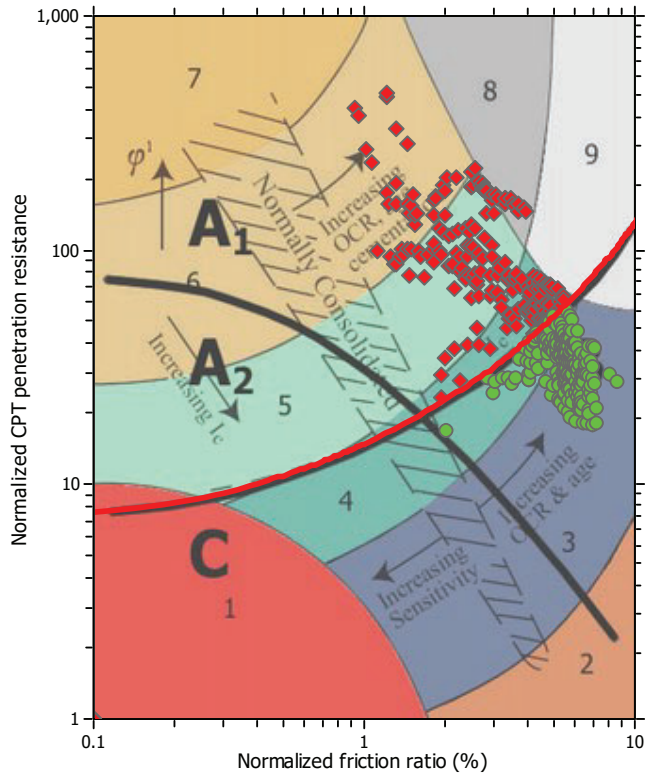 1,000
100
10
1
0.1
1
10
Normalized CPT penetration resistance
Normalized friction ratio (%)
7
8
9
φ'
A1
6
A2
5
4
C
1
3
2
Normally Consolidated
Increasing
OCR,
cement
Increasing Ic
Increasing
OCR & age
Increasing
Sensitivity